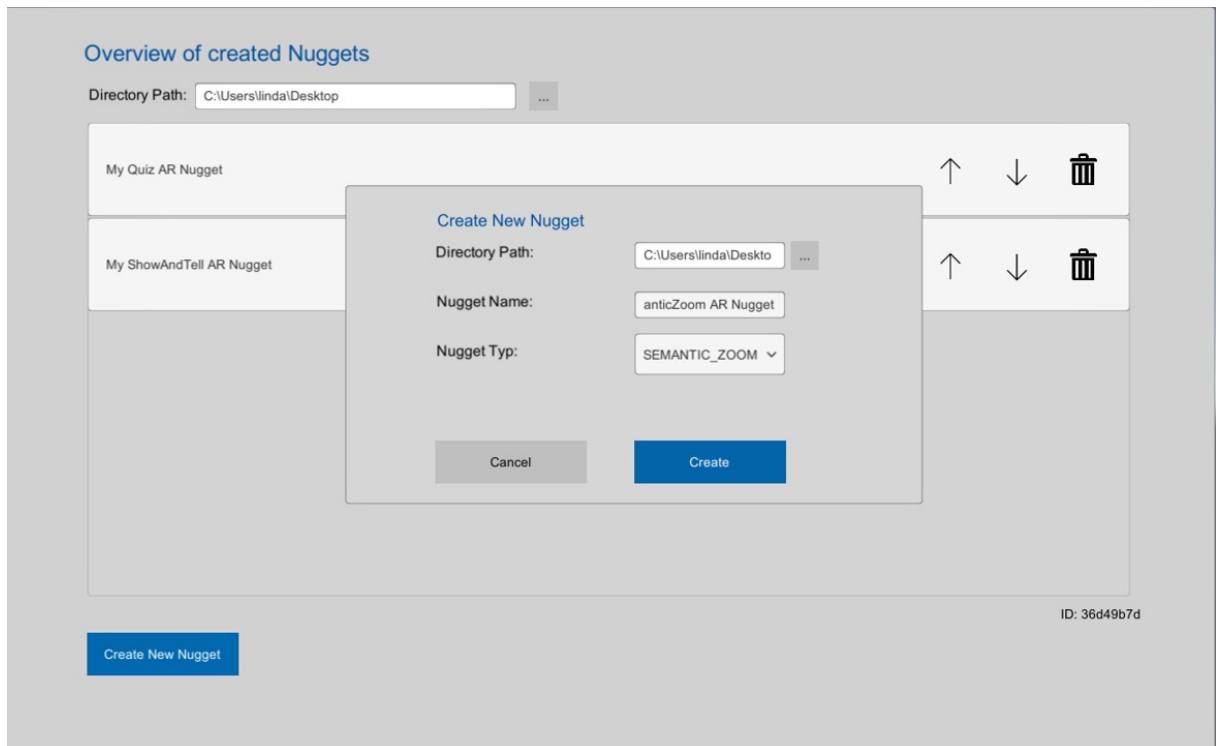 Overview of created Nuggets
Directory Path: C:\Users\linda\Desktop ...
My Quiz AR Nugget
Create New Nugget
Directory Path: C:\Users\linda\Deskto ...
My ShowAndTell AR Nugget
Nugget Name: anticZoom AR Nugget
Nugget Typ: SEMANTIC_ZOOM
Cancel Create
ID: 36d49b7d
Create New Nugget